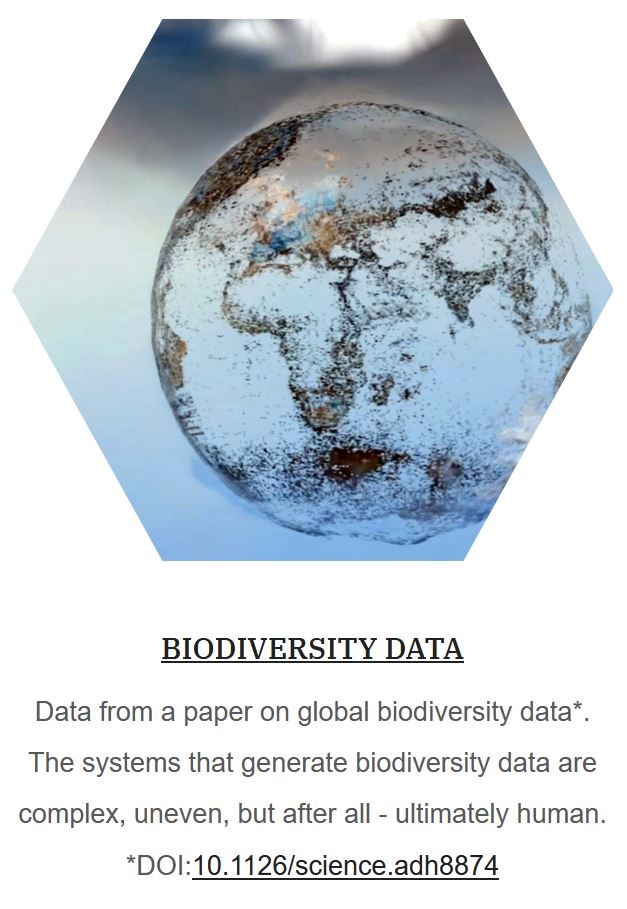 BIODIVERSITY DATA
Data from a paper on global biodiversity data*.
The systems that generate biodiversity data are
complex, uneven, but after all - ultimately human.
*DOI:10.1126/science.adh8874